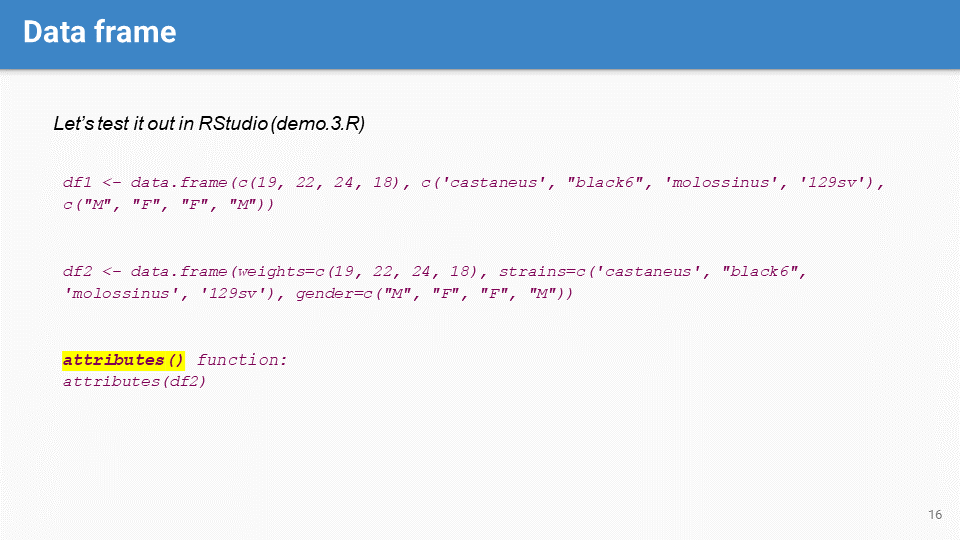 Data frame
Let's test it out in RStudio (demo.3.R)
df1 <- data.frame(c(19, 22, 24, 18), c('castaneus', "black6", 'molossinus', '129sv'),
c("M", "F", "F", "M"))
df2 <- data.frame(weights=c(19, 22, 24, 18), strains=c('castaneus', "black6",
'molossinus', '129sv'), gender=c("M", "F", "F", "M"))
attributes() function:
attributes(df2)
16